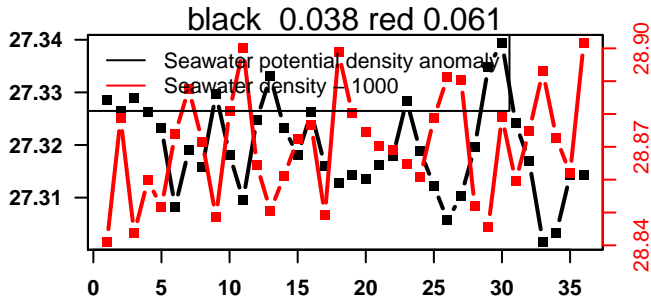 black 0.038 red 0.061
27.34
27.33
27.32
27.31
Seawater potential density anomaly
Seawater density – 1000
28.90
28.87
28.84
0 5 10 15 20 25 30 35